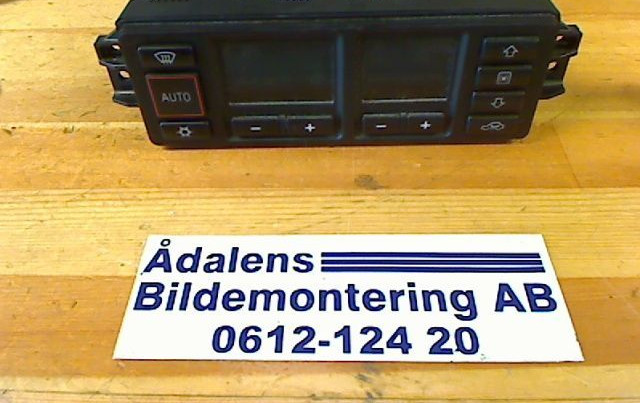 AUTO
- + - +
Ådalens
Bildemontering AB
0612-124 20